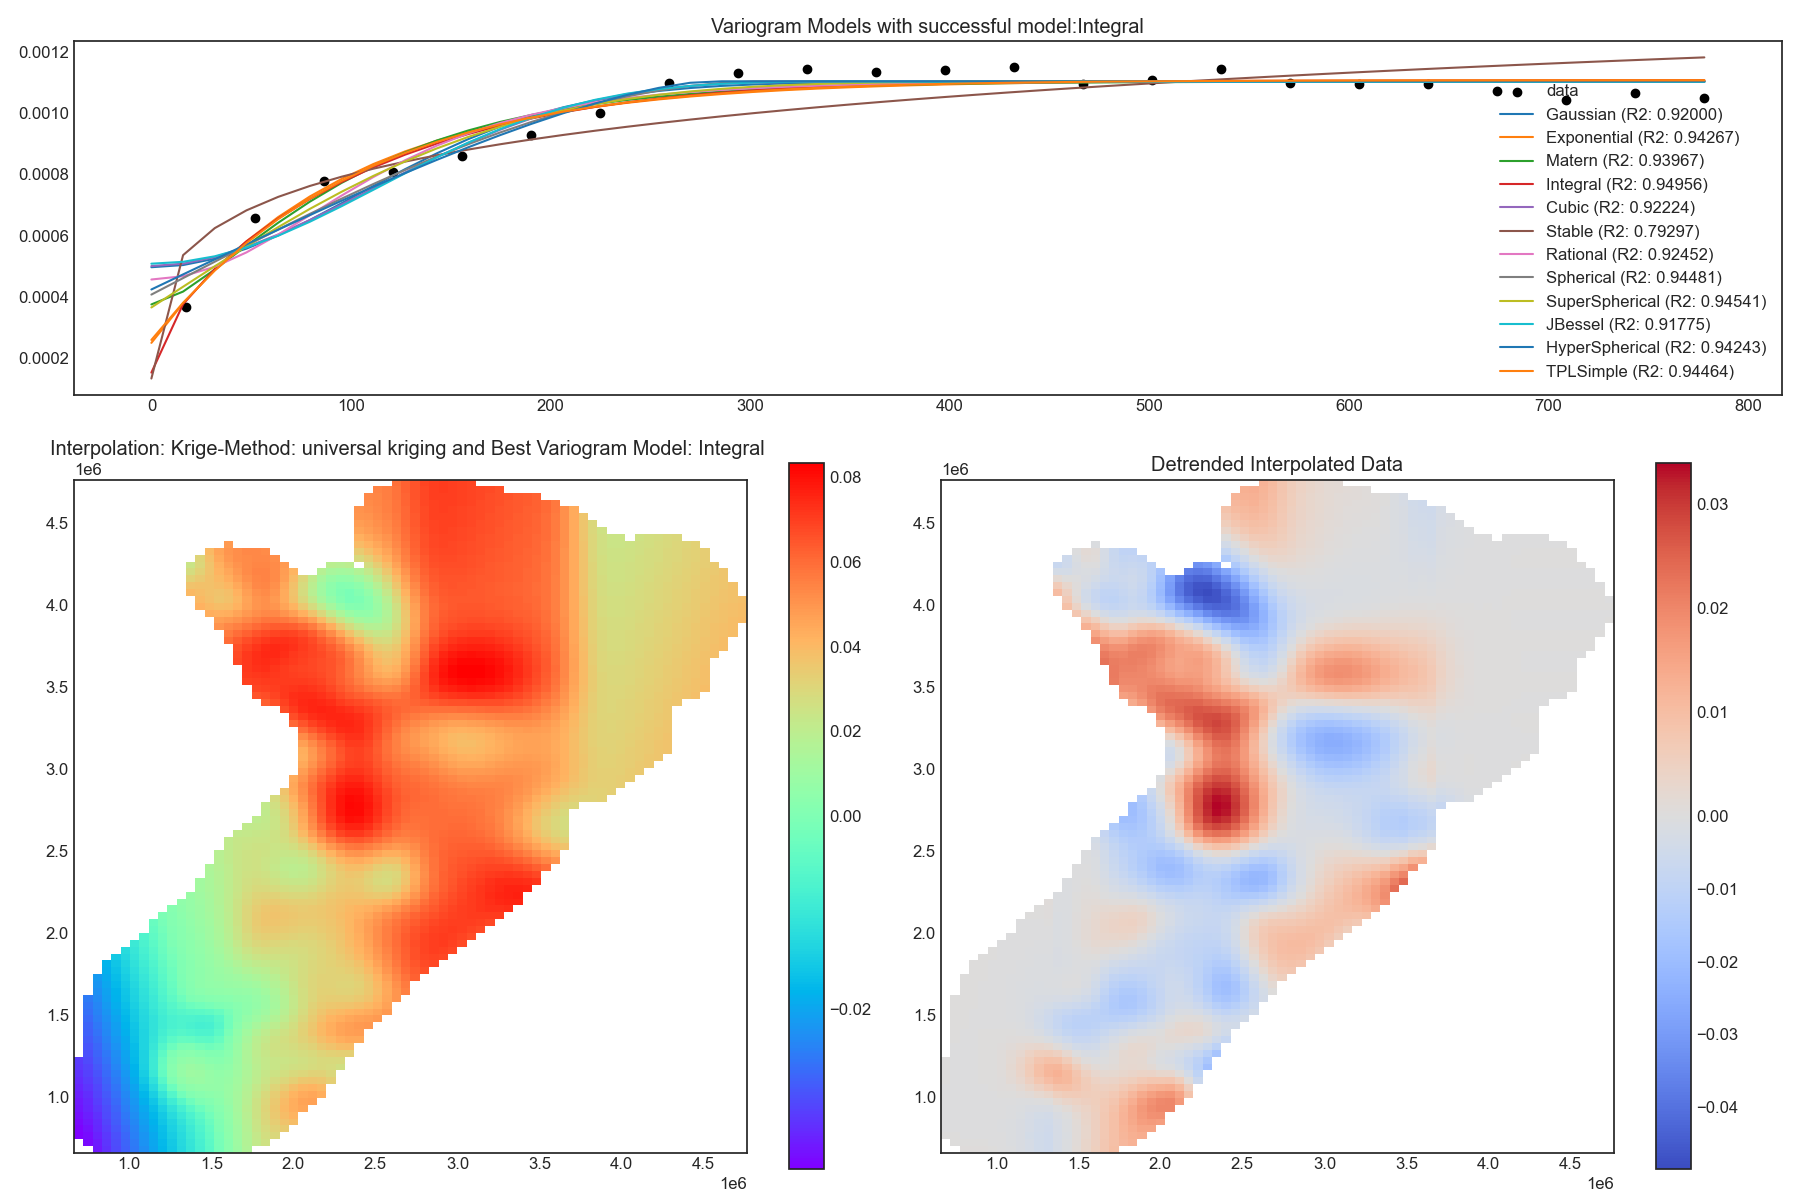 Variogram Models with successful model:Integral
0.0012
0.0010
0.0008
0.0006
0.0004
0.0002
data
Gaussian (R2: 0.92000)
Exponential (R2: 0.94267)
Matern (R2: 0.93967)
Integral (R2: 0.94956)
Cubic (R2: 0.92224)
Stable (R2: 0.79297)
Rational (R2: 0.92452)
Spherical (R2: 0.94481)
SuperSpherical (R2: 0.94541)
JBessel (R2: 0.91775)
HyperSpherical (R2: 0.94243)
TPLSimple (R2: 0.94464)
0 100 200 300 400 500 600 700 800
Interpolation: Krige-Method: universal kriging and Best Variogram Model: Integral
1e6
4.5
4.0
3.5
3.0
2.5
2.0
1.5
1.0
1.0 1.5 2.0 2.5 3.0 3.5 4.0 4.5
1e6
0.08
0.06
0.04
0.02
0.00
−0.02
Detrended Interpolated Data
1e6
4.5
4.0
3.5
3.0
2.5
2.0
1.5
1.0
1.0 1.5 2.0 2.5 3.0 3.5 4.0 4.5
1e6
0.03
0.02
0.01
0.00
−0.01
−0.02
−0.03
−0.04